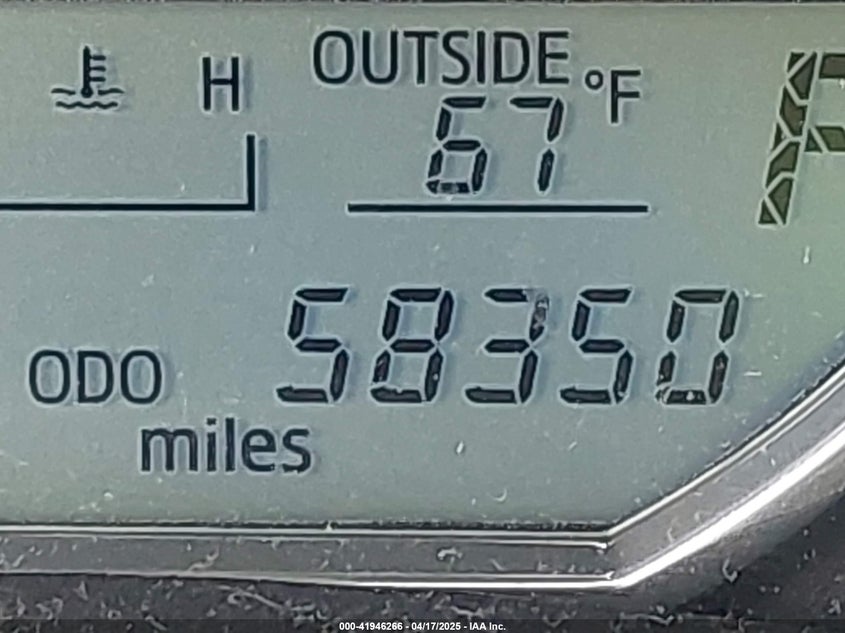 H
OUTSIDE
67 °F
ODO 58350
miles
000-41946266 - 04/17/2025 - IAA Inc.